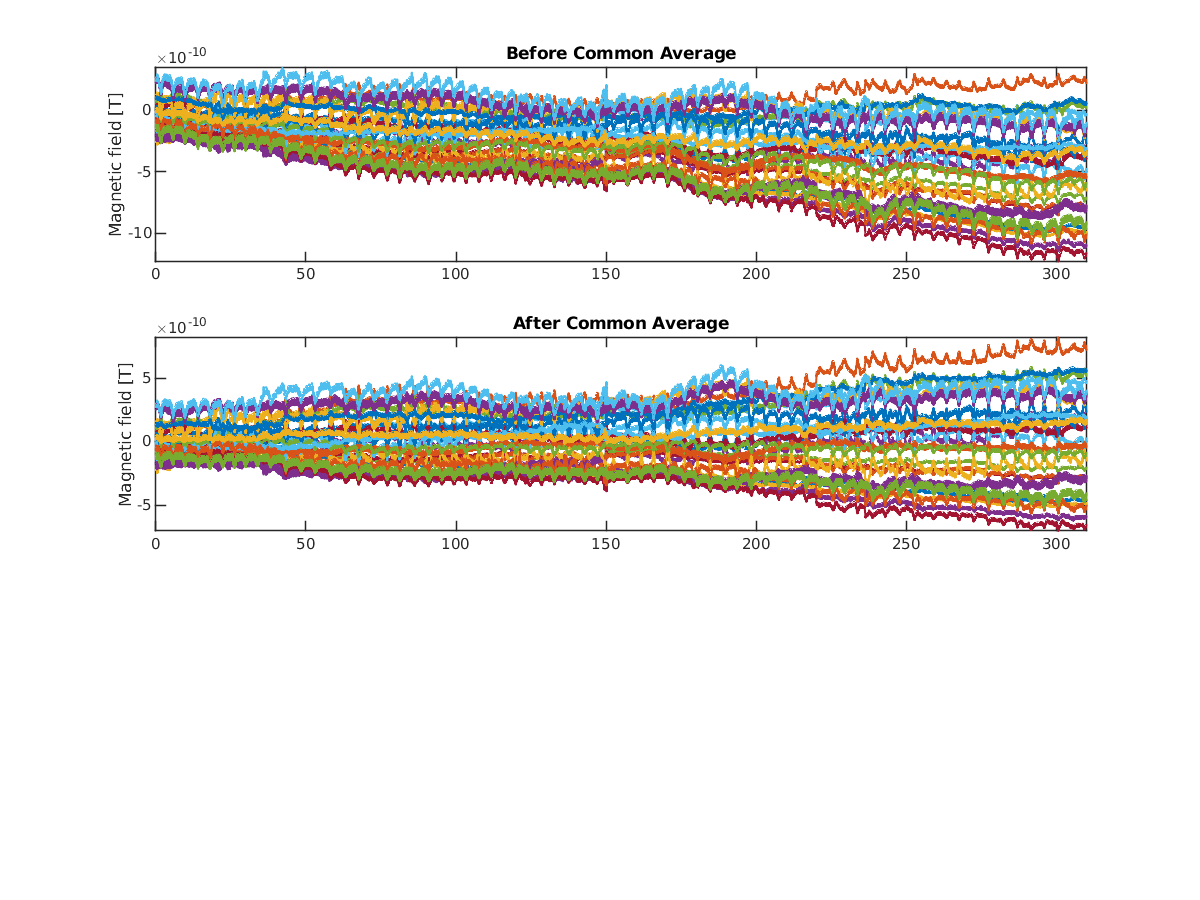 Before Common Average
×10^-10
Magnetic field [T]
0
-5
-10
0 50 100 150 200 250 300
After Common Average
×10^-10
Magnetic field [T]
5
0
-5
0 50 100 150 200 250 300